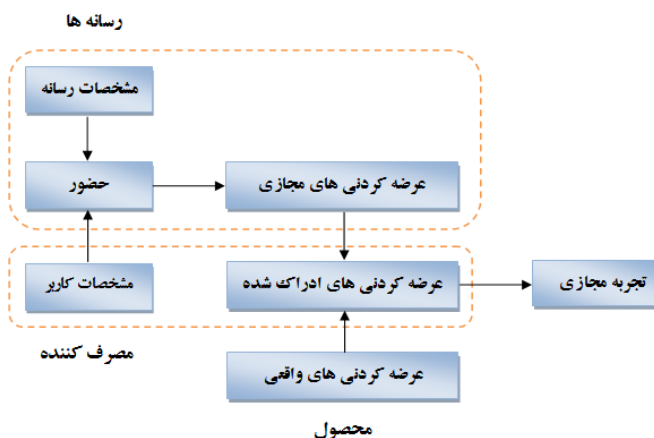 رسانه ها
مشخصات رسانه
حضور
عرضه کردنی های مجازی
مشخصات کاربر
عرضه کردنی های ادراک شده
تجربه مجازی
مصرف کننده
عرضه کردنی های واقعی
محصول